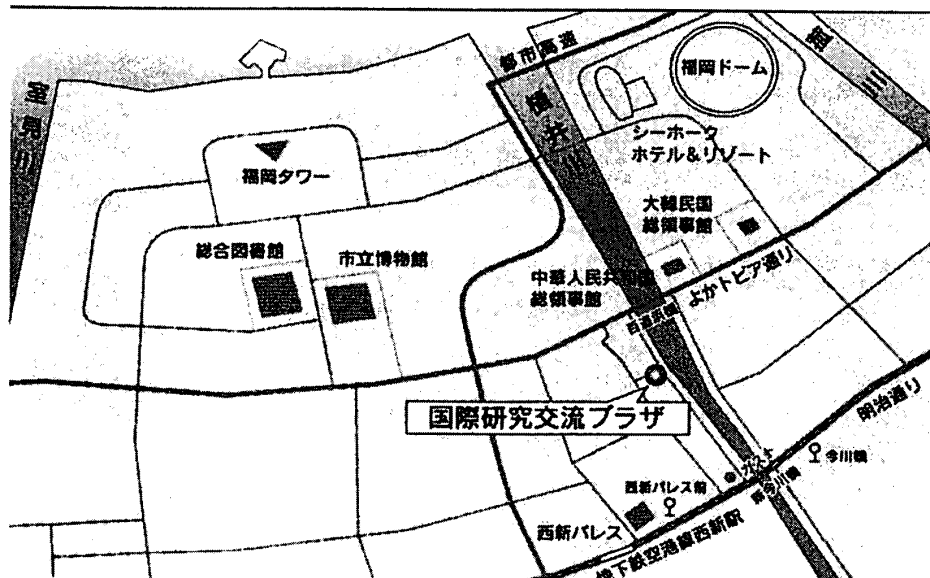 都市高速
福岡ドーム
室見川
樋井川
シーホーク
ホテル&リゾート
福岡タワー
大韓民国
総領事館
総合図書館
市立博物館
中華人民共和国
総領事館
よかトピア通り
国際研究交流プラザ
明治通り
今川橋
西新パレス前
西新パレス
地下鉄空港線西新駅